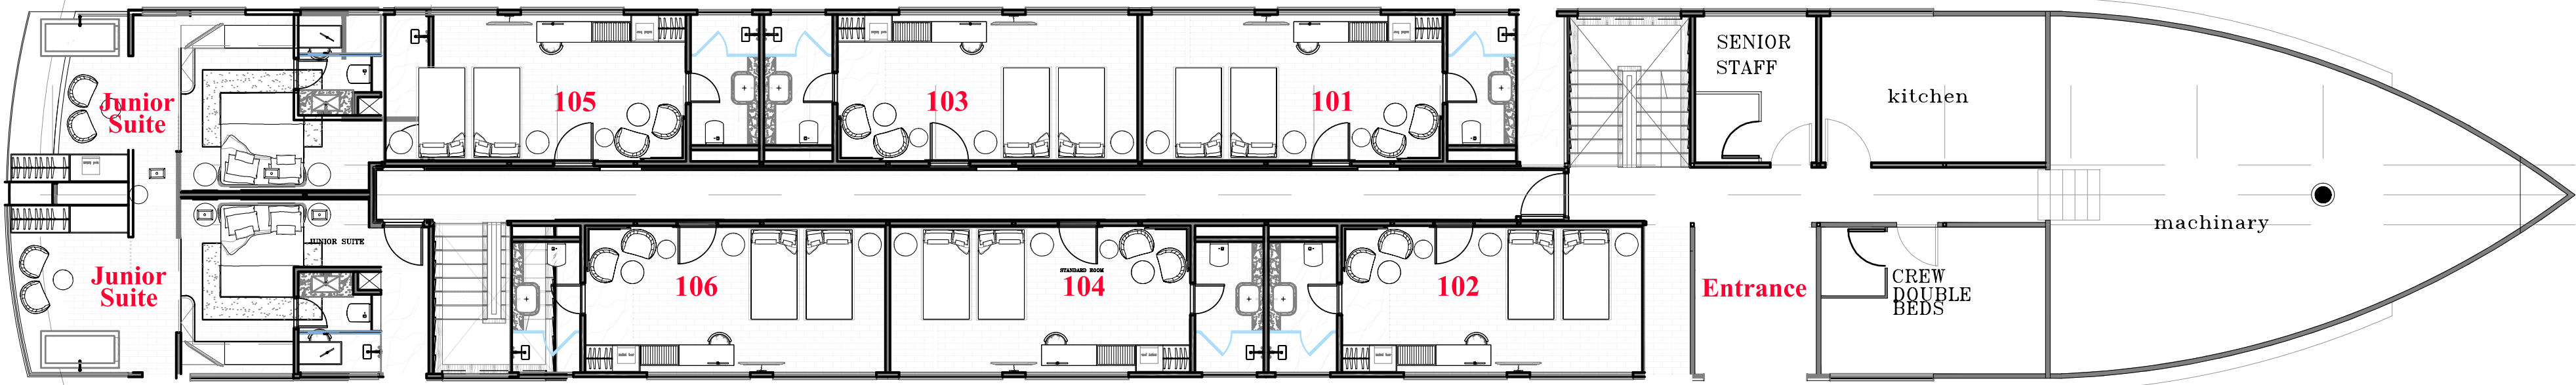 SENIOR
STAFF
kitchen
Junior
Suite
105
103
101
machinary
JUNIOR SUITE
STANDARD ROOM
Junior
Suite
106
104
102
Entrance
CREW
DOUBLE
BEDS